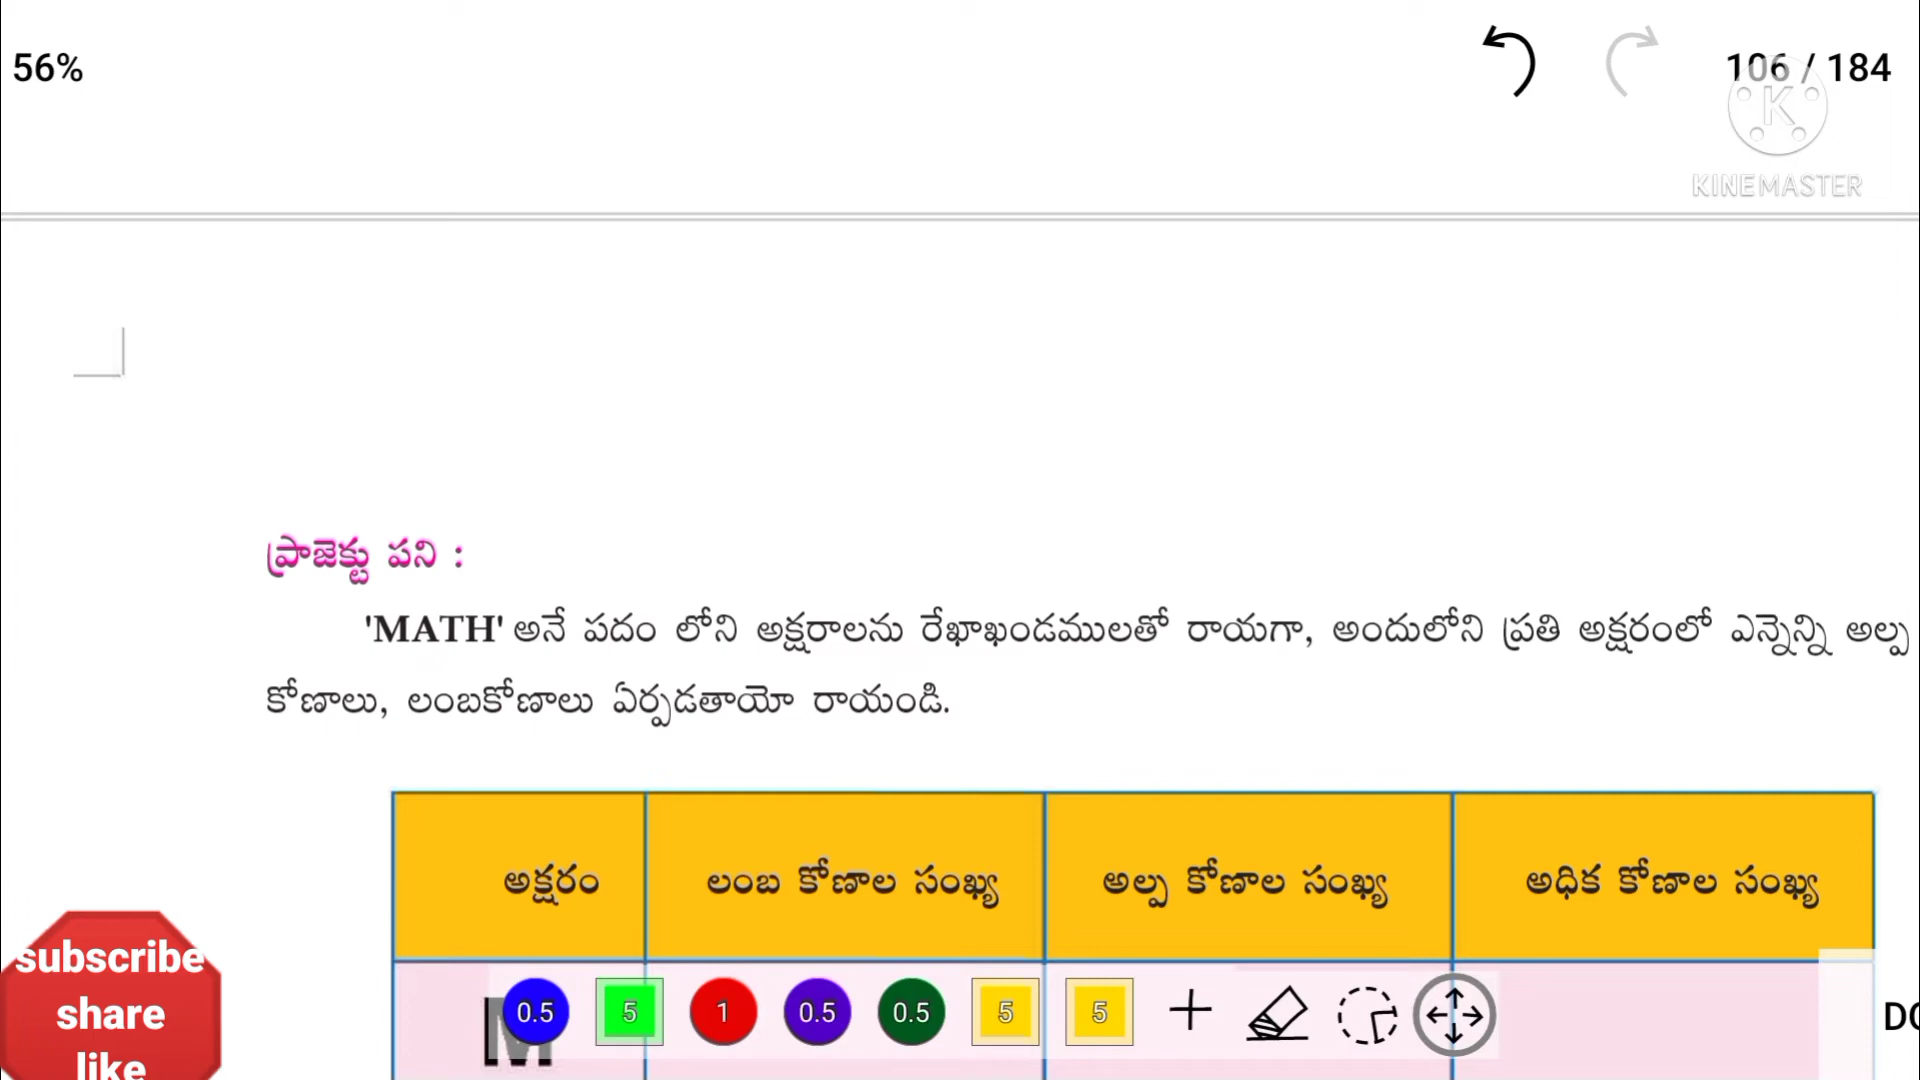 56%
106 / 184
KINEMASTER
ప్రాజెక్టు పని :
'MATH' అనే పదం లోని అక్షరాలను రేఖాఖండములతో రాయగా, అందులోని ప్రతి అక్షరంలో ఎన్నెన్ని అల్ప
కోణాలు, లంబకోణాలు ఏర్పడతాయో రాయండి.
అక్షరం లంబ కోణాల సంఖ్య అల్ప కోణాల సంఖ్య అధిక కోణాల సంఖ్య
subscribe
share
like
M 0.5 5 1 0.5 0.5 5 5